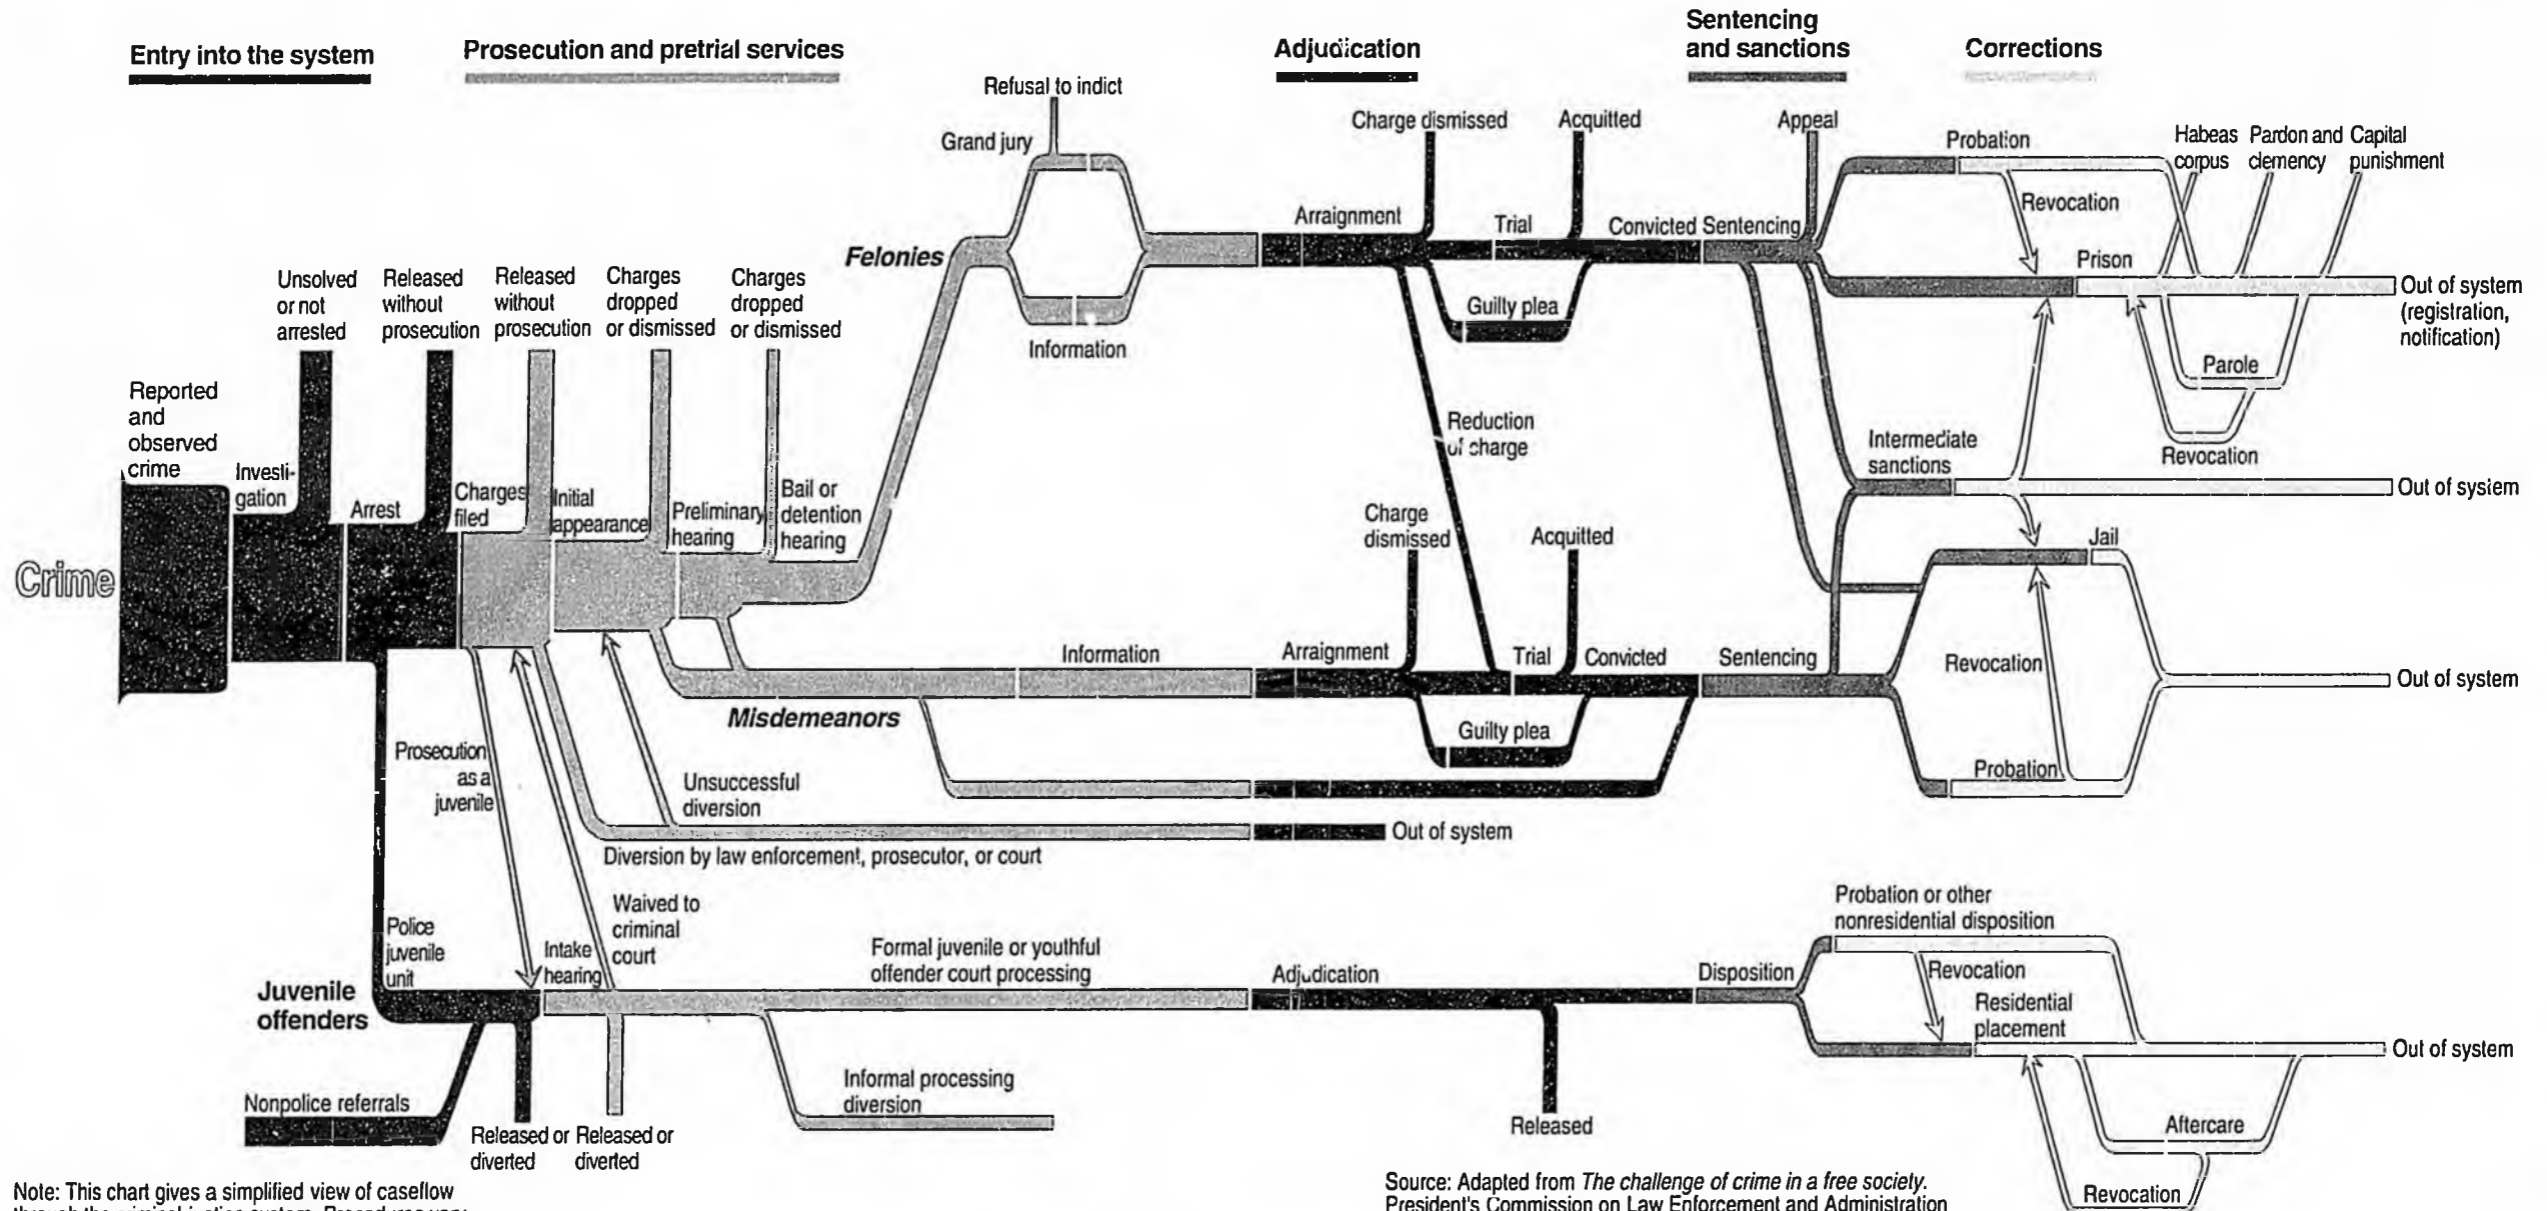 Entry into the system
Prosecution and pretrial services
Adjudication
Sentencing
and sanctions
Corrections
Refusal to indict
Grand jury
Charge dismissed
Acquitted
Appeal
Probation
Habeas
corpus
Pardon and
clemency
Capital
punishment
Revocation
Arraignment
Trial
Convicted
Sentencing
Felonies
Prison
Out of system
(registration,
notification)
Guilty plea
Information
Parole
Revocation
Unsolved
or not
arrested
Released
without
prosecution
Released
without
prosecution
Charges
dropped
or dismissed
Charges
dropped
or dismissed
Reported
and
observed
crime
Investi-
gation
Arrest
Charges
filed
Initial
appearance
Preliminary
hearing
Bail or
detention
hearing
Crime
Reduction
of charge
Intermediate
sanctions
Out of system
Charge
dismissed
Acquitted
Jail
Information
Arraignment
Trial
Convicted
Sentencing
Revocation
Out of system
Misdemeanors
Guilty plea
Probation
Prosecution
as a
juvenile
Unsuccessful
diversion
Out of system
Diversion by law enforcement, prosecutor, or court
Waived to
criminal
court
Police
juvenile
unit
Intake
hearing
Formal juvenile or youthful
offender court processing
Adjudication
Disposition
Probation or other
nonresidential disposition
Revocation
Residential
placement
Out of system
Juvenile
offenders
Nonpolice referrals
Released or
diverted
Released or
diverted
Informal processing
diversion
Released
Aftercare
Revocation
Note: This chart gives a simplified view of caseflow
through the criminal justice system. Procedures vary
Source: Adapted from The challenge of crime in a free society.
President's Commission on Law Enforcement and Administration